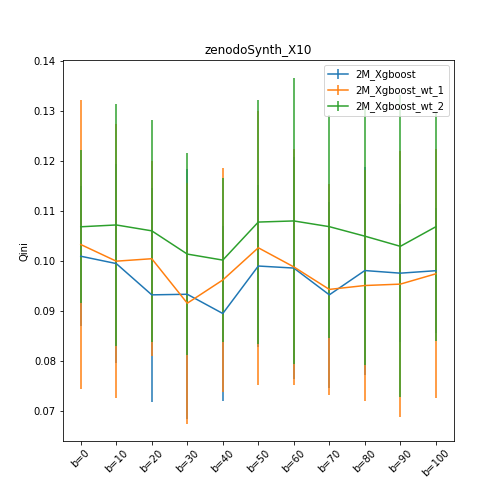 zenodoSynth_X10
2M_Xgboost
2M_Xgboost_wt_1
2M_Xgboost_wt_2
Qini
0.14
0.13
0.12
0.11
0.10
0.09
0.08
0.07
b=0
b=10
b=20
b=30
b=40
b=50
b=60
b=70
b=80
b=90
b=100